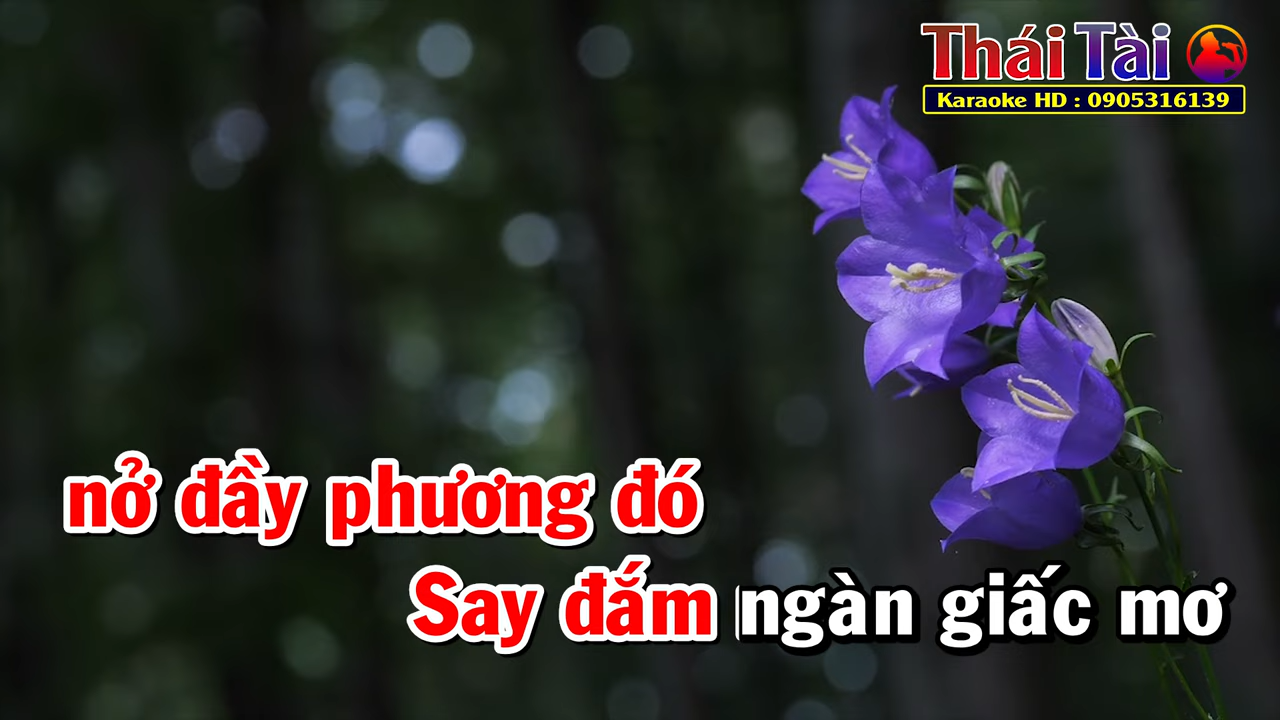 Thái Tài
Karaoke HD : 0905316139
nở đầy phương đó
Say đắm ngàn giấc mơ